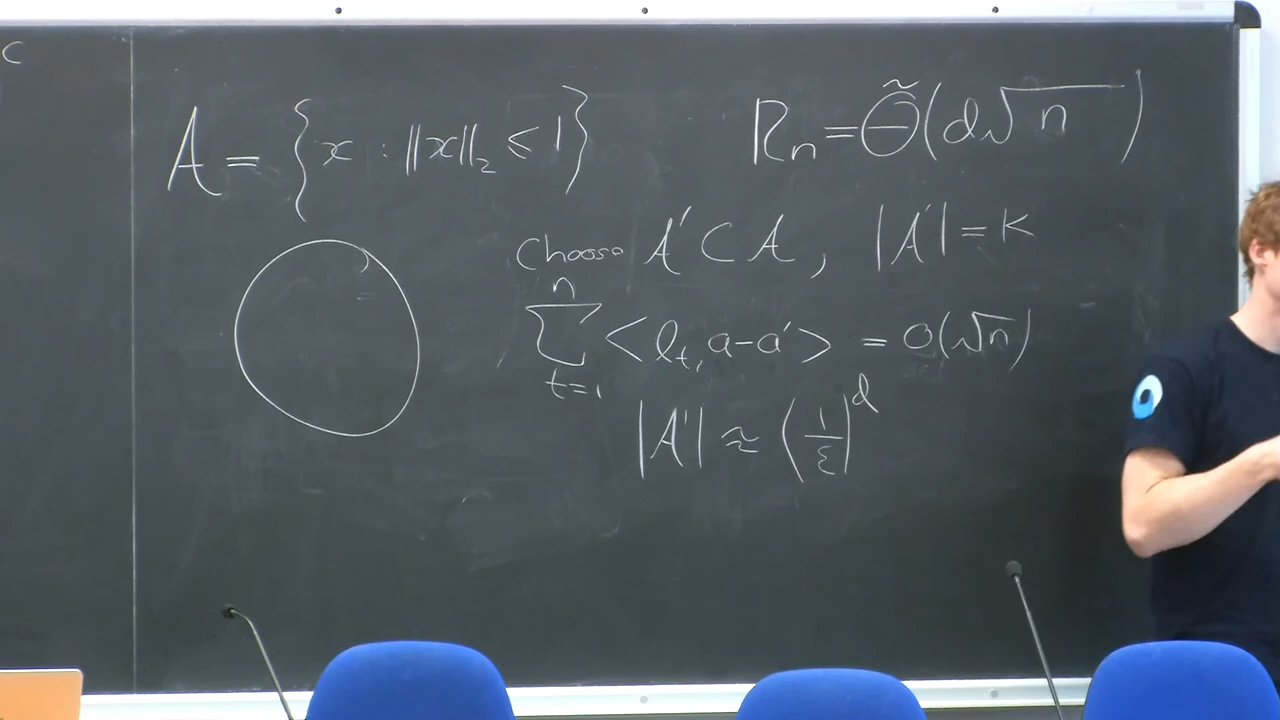 C
A = { x : ||x||₂ ≤ 1 }
Rₙ = Θ̃(d√n)
Choose A' ⊂ A, |A'| = K
∑_{t=1}^{n} <ℓₜ, a-a'> = O(√n)
|A'| ≈ (1/ε)^d